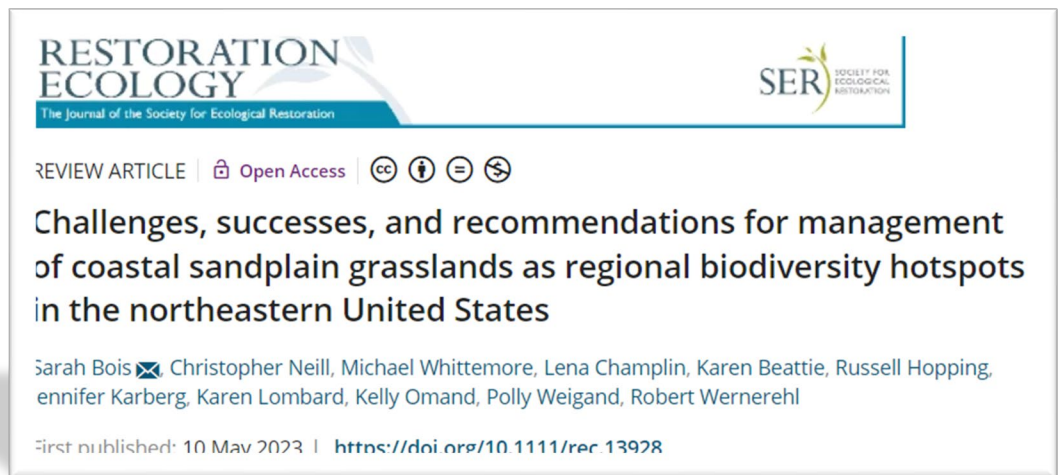 RESTORATION
ECOLOGY
The Journal of the Society for Ecological Restoration
SER SOCIETY FOR
ECOLOGICAL
RESTORATION
REVIEW ARTICLE | Open Access | cc
Challenges, successes, and recommendations for management
of coastal sandplain grasslands as regional biodiversity hotspots
in the northeastern United States
Sarah Bois, Christopher Neill, Michael Whittemore, Lena Champlin, Karen Beattie, Russell Hopping,
Jennifer Karberg, Karen Lombard, Kelly Omand, Polly Weigand, Robert Wernerehl
First published: 10 May 2023 | https://doi.org/10.1111/rec.13928